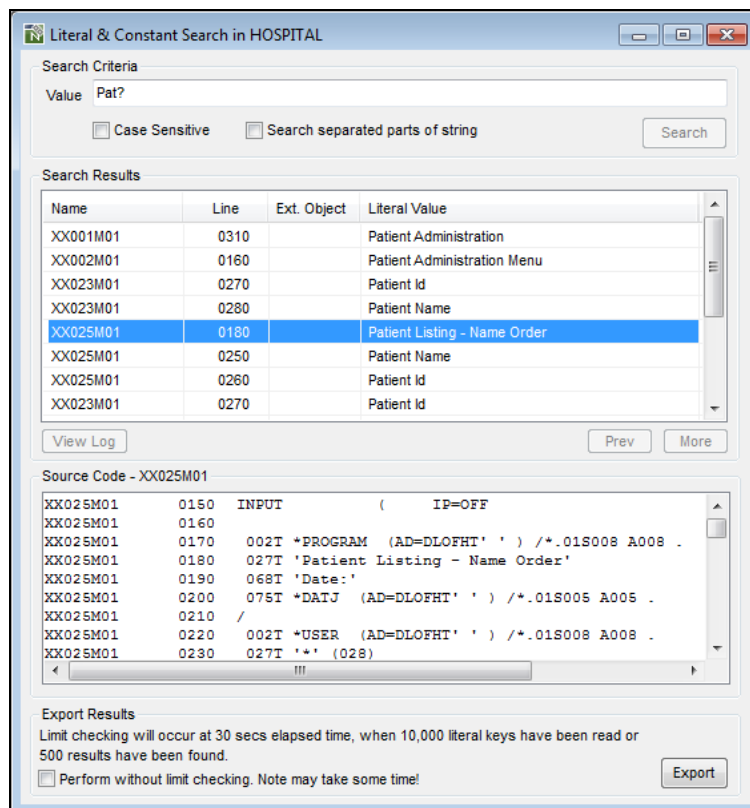 Literal & Constant Search in HOSPITAL
Search Criteria
Value Pat?
Case Sensitive Search separated parts of string Search
Search Results
Name Line Ext. Object Literal Value
XX001M01 0310 Patient Administration
XX002M01 0160 Patient Administration Menu
XX023M01 0270 Patient Id
XX023M01 0280 Patient Name
XX025M01 0180 Patient Listing - Name Order
XX025M01 0250 Patient Name
XX025M01 0260 Patient Id
XX023M01 0270 Patient Id
View Log Prev More
Source Code - XX025M01
XX025M01 0150 INPUT ( IP=OFF
XX025M01 0160
XX025M01 0170 002T *PROGRAM (AD=DLOFHT' ' ) /*.01S008 A008 .
XX025M01 0180 027T 'Patient Listing - Name Order'
XX025M01 0190 068T 'Date:'
XX025M01 0200 075T *DATJ (AD=DLOFHT' ' ) /*.01S005 A005 .
XX025M01 0210 /
XX025M01 0220 002T *USER (AD=DLOFHT' ' ) /*.01S008 A008 .
XX025M01 0230 027T '*' (028)
Export Results
Limit checking will occur at 30 secs elapsed time, when 10,000 literal keys have been read or
500 results have been found.
Perform without limit checking. Note may take some time! Export